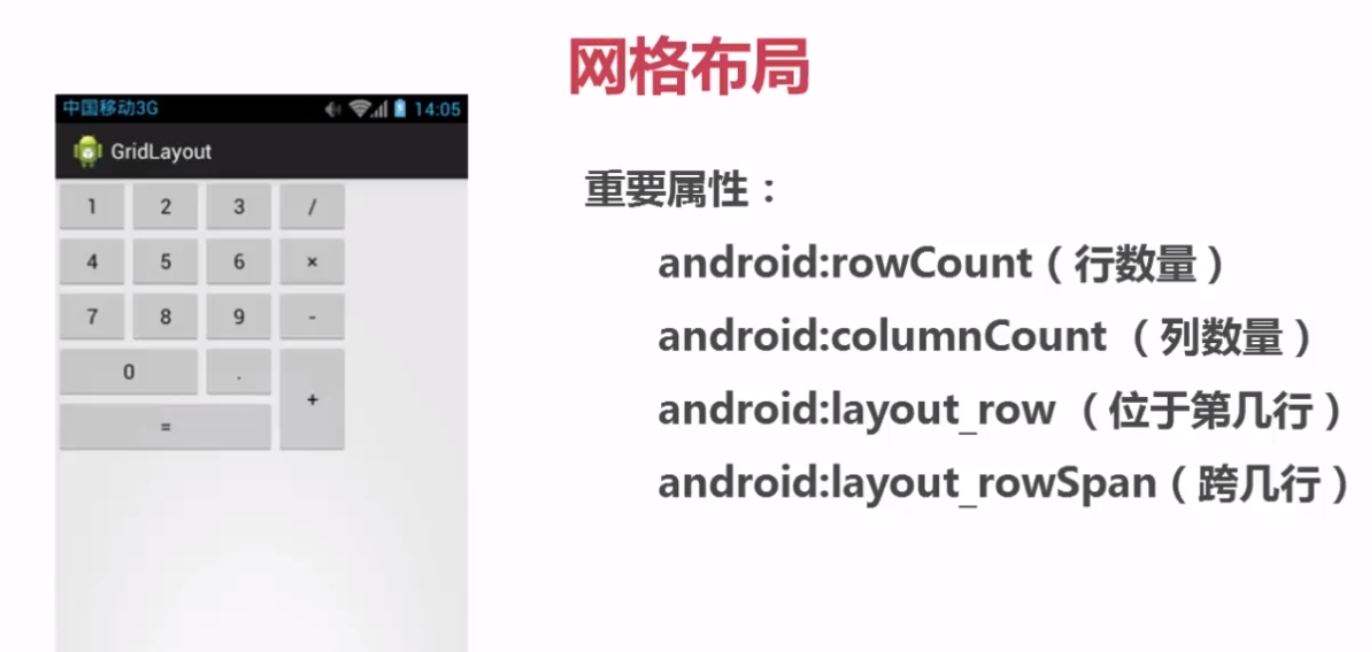 网格布局
中国移动3G 14:05
GridLayout
1 2 3 /
4 5 6 ×
7 8 9 -
0 . +
=
重要属性：
android:rowCount（行数量）
android:columnCount （列数量）
android:layout_row （位于第几行）
android:layout_rowSpan（跨几行）